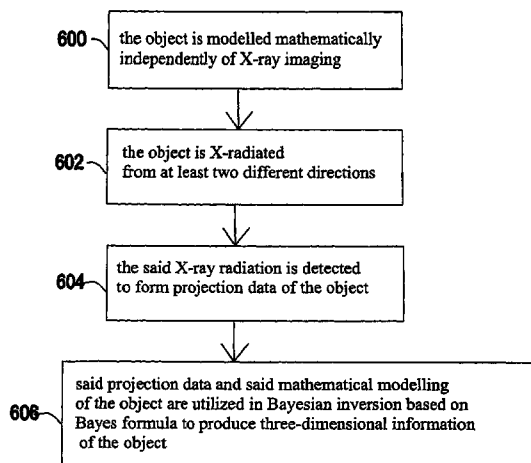 600
the object is modelled mathematically
independently of X-ray imaging
602
the object is X-radiated
from at least two different directions
604
the said X-ray radiation is detected
to form projection data of the object
606
said projection data and said mathematical modelling
of the object are utilized in Bayesian inversion based on
Bayes formula to produce three-dimensional information
of the object